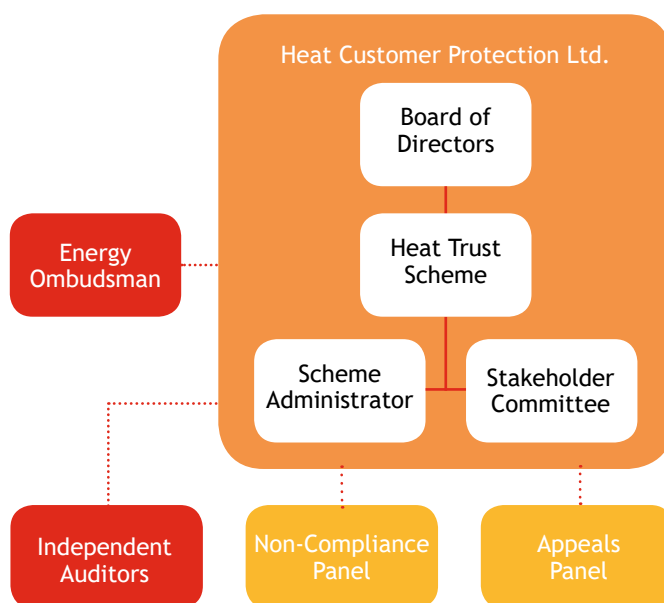 Heat Customer Protection Ltd.
Board of
Directors
Energy
Ombudsman
Heat Trust
Scheme
Scheme
Administrator
Stakeholder
Committee
Independent
Auditors
Non-Compliance
Panel
Appeals
Panel